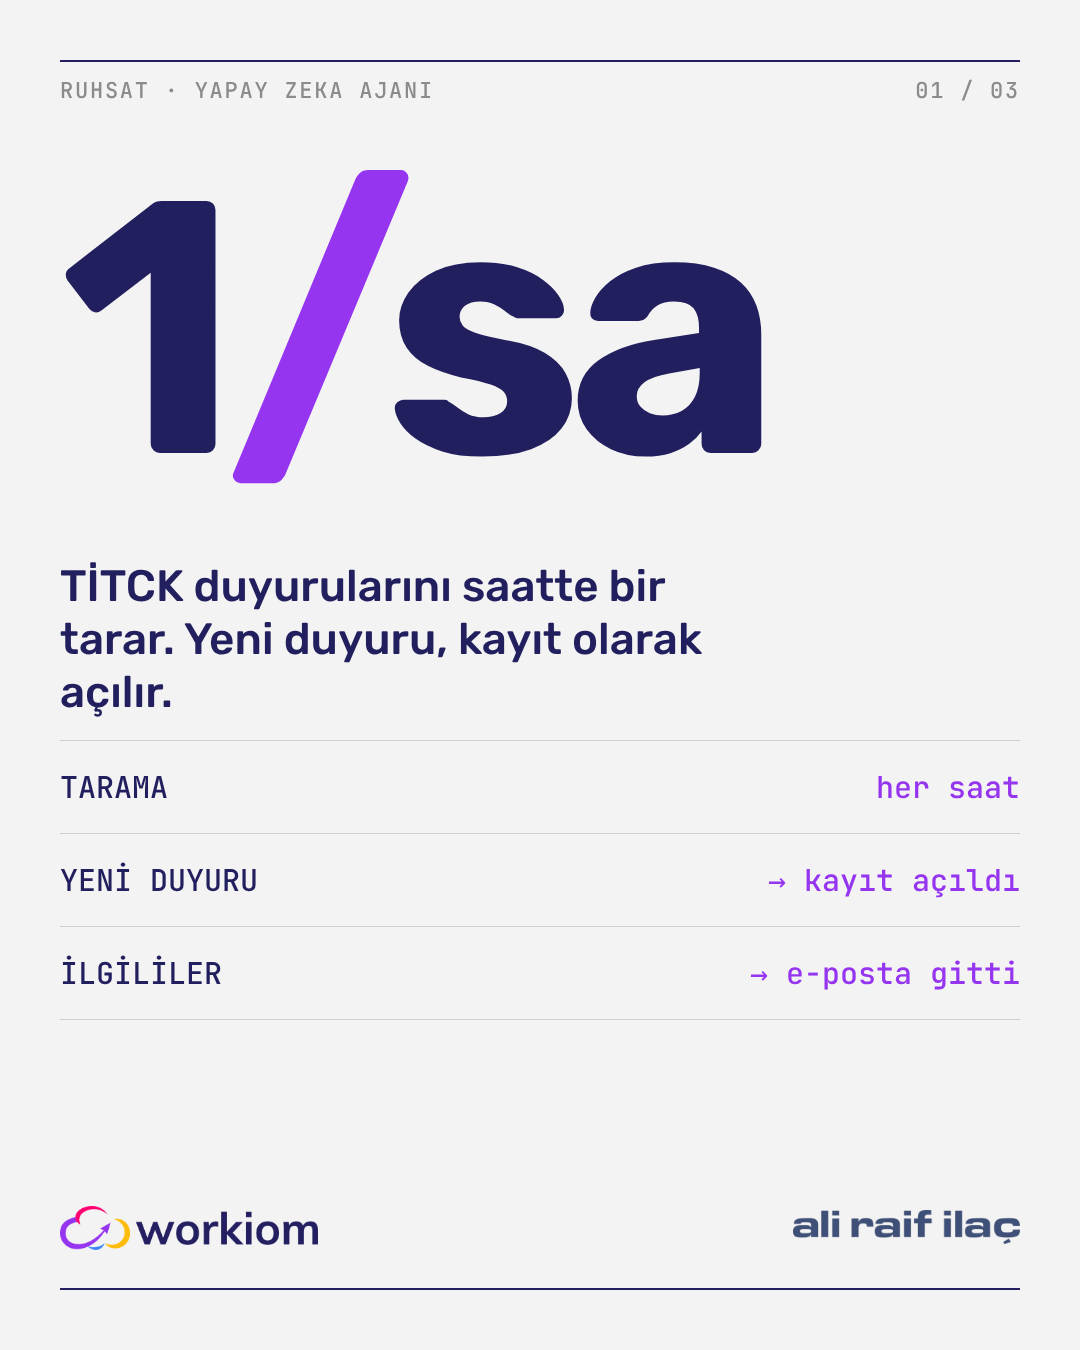 RUHSAT · YAPAY ZEKA AJANI
01 / 03
1/sa
TİTCK duyurularını saatte bir
tarar. Yeni duyuru, kayıt olarak
açılır.
TARAMA
her saat
YENİ DUYURU
→ kayıt açıldı
İLGİLİLER
→ e-posta gitti
workiom
ali raif ilaç